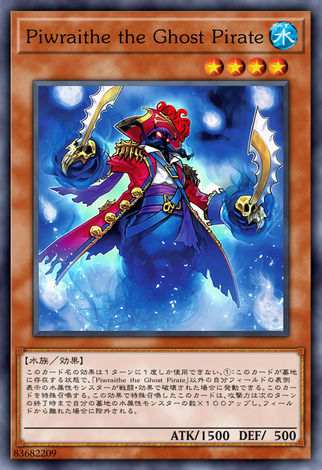 Piwraithe the Ghost Pirate
水
【水族／効果】
このカード名の効果は１ターンに１度しか使用できない。①：このカードが墓
地に存在する状態で、「Piwraithe the Ghost Pirate」以外の自分フィールドの表側
表示の水属性モンスターが戦闘・効果で破壊された場合に発動できる。このカード
を特殊召喚する。この効果で特殊召喚したこのカードは、攻撃力は次のターン
の終了時まで自分の墓地の水属性モンスターの数×１００アップし、フィール
ドから離れた場合に除外される。
ATK/1500 DEF/ 500
83682209